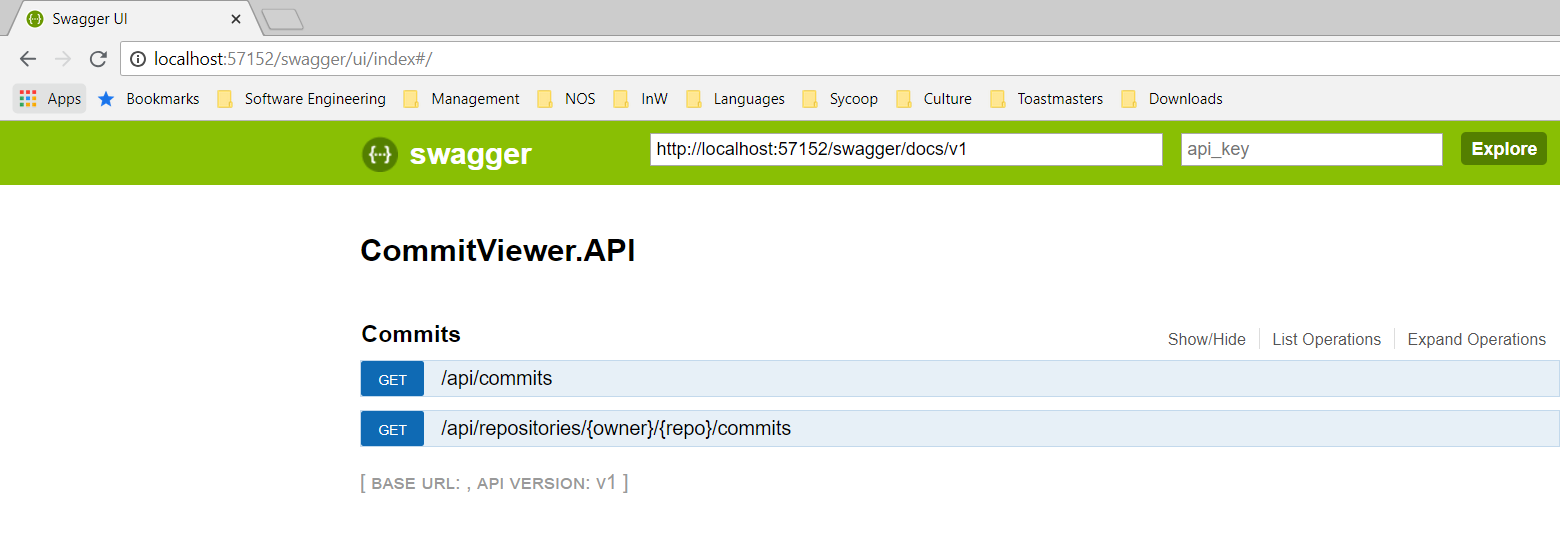 Swagger UI
localhost:57152/swagger/ui/index#/
Apps Bookmarks Software Engineering Management NOS InW Languages Sycoop Culture Toastmasters Downloads
{···} swagger http://localhost:57152/swagger/docs/v1 api_key Explore
CommitViewer.API
Commits Show/Hide List Operations Expand Operations
GET /api/commits
GET /api/repositories/{owner}/{repo}/commits
[ BASE URL: , API VERSION: V1 ]